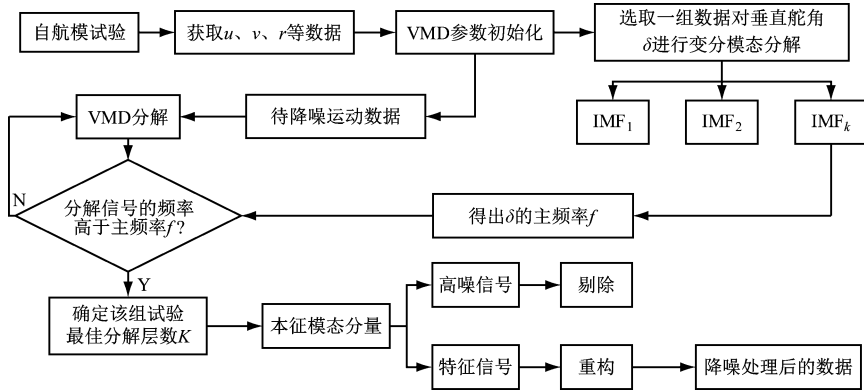 自航模试验
获取u、v、r等数据
VMD参数初始化
选取一组数据对垂直舵角
δ进行变分模态分解
IMF1
IMF2
IMFk
VMD分解
待降噪运动数据
N
分解信号的频率
高于主频率f?
得出δ的主频率f
Y
确定该组试验
最佳分解层数K
本征模态分量
高噪信号
剔除
特征信号
重构
降噪处理后的数据